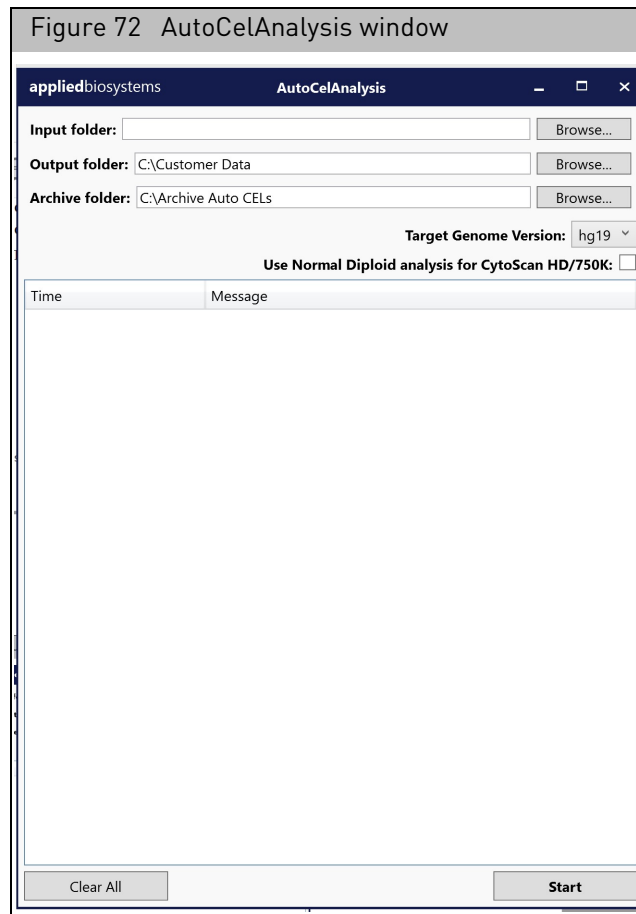 Figure 72 AutoCelAnalysis window
appliedbiosystems AutoCelAnalysis
Input folder: Browse...
Output folder: C:\Customer Data Browse...
Archive folder: C:\Archive Auto CELs Browse...
Target Genome Version: hg19
Use Normal Diploid analysis for CytoScan HD/750K:
Time Message
Clear All Start